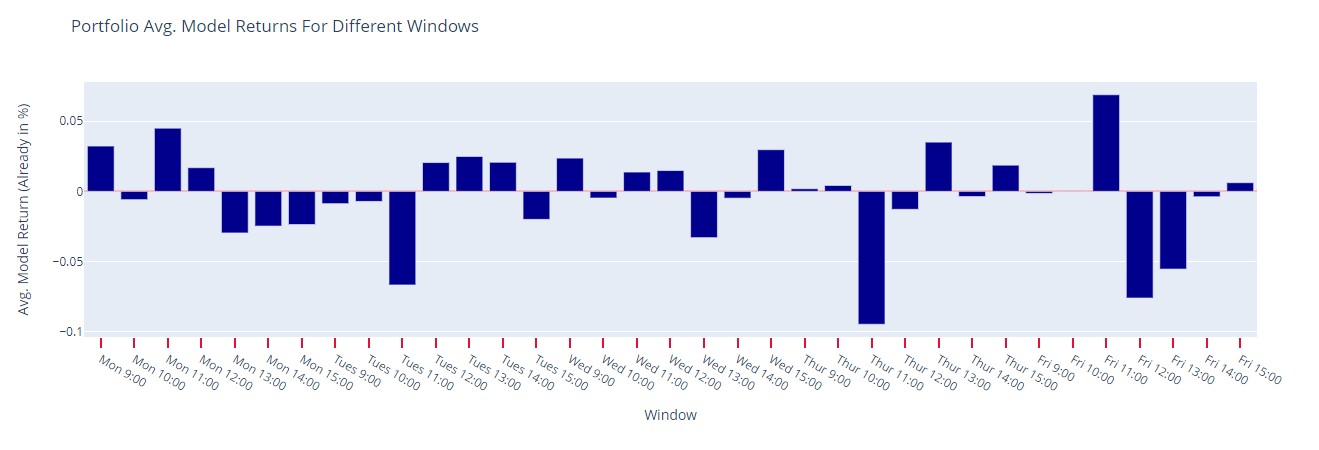 Portfolio Avg. Model Returns For Different Windows
Avg. Model Return (Already in %)
0.05
0
−0.05
−0.1
Mon 9:00
Mon 10:00
Mon 11:00
Mon 12:00
Mon 13:00
Mon 14:00
Mon 15:00
Tues 9:00
Tues 10:00
Tues 11:00
Tues 12:00
Tues 13:00
Tues 14:00
Tues 15:00
Wed 9:00
Wed 10:00
Wed 11:00
Wed 12:00
Wed 13:00
Wed 14:00
Wed 15:00
Thur 9:00
Thur 10:00
Thur 11:00
Thur 12:00
Thur 13:00
Thur 14:00
Thur 15:00
Fri 9:00
Fri 10:00
Fri 11:00
Fri 12:00
Fri 13:00
Fri 14:00
Fri 15:00
Window